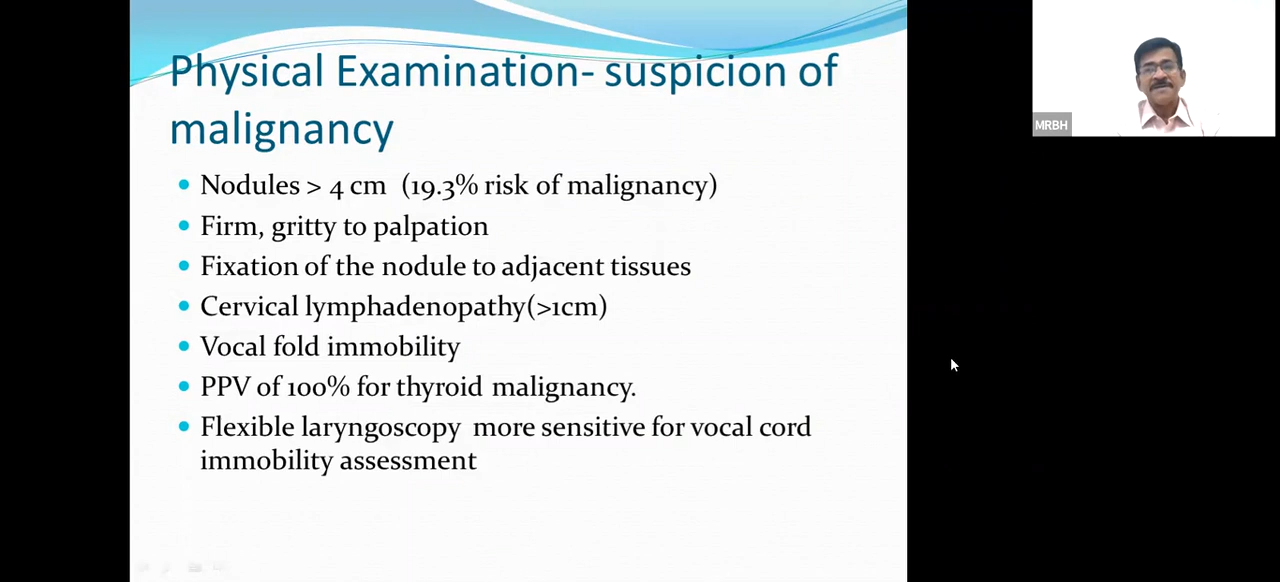 Physical Examination- suspicion of
malignancy
• Nodules > 4 cm (19.3% risk of malignancy)
• Firm, gritty to palpation
• Fixation of the nodule to adjacent tissues
• Cervical lymphadenopathy(>1cm)
• Vocal fold immobility
• PPV of 100% for thyroid malignancy.
• Flexible laryngoscopy more sensitive for vocal cord
immobility assessment
MRBH